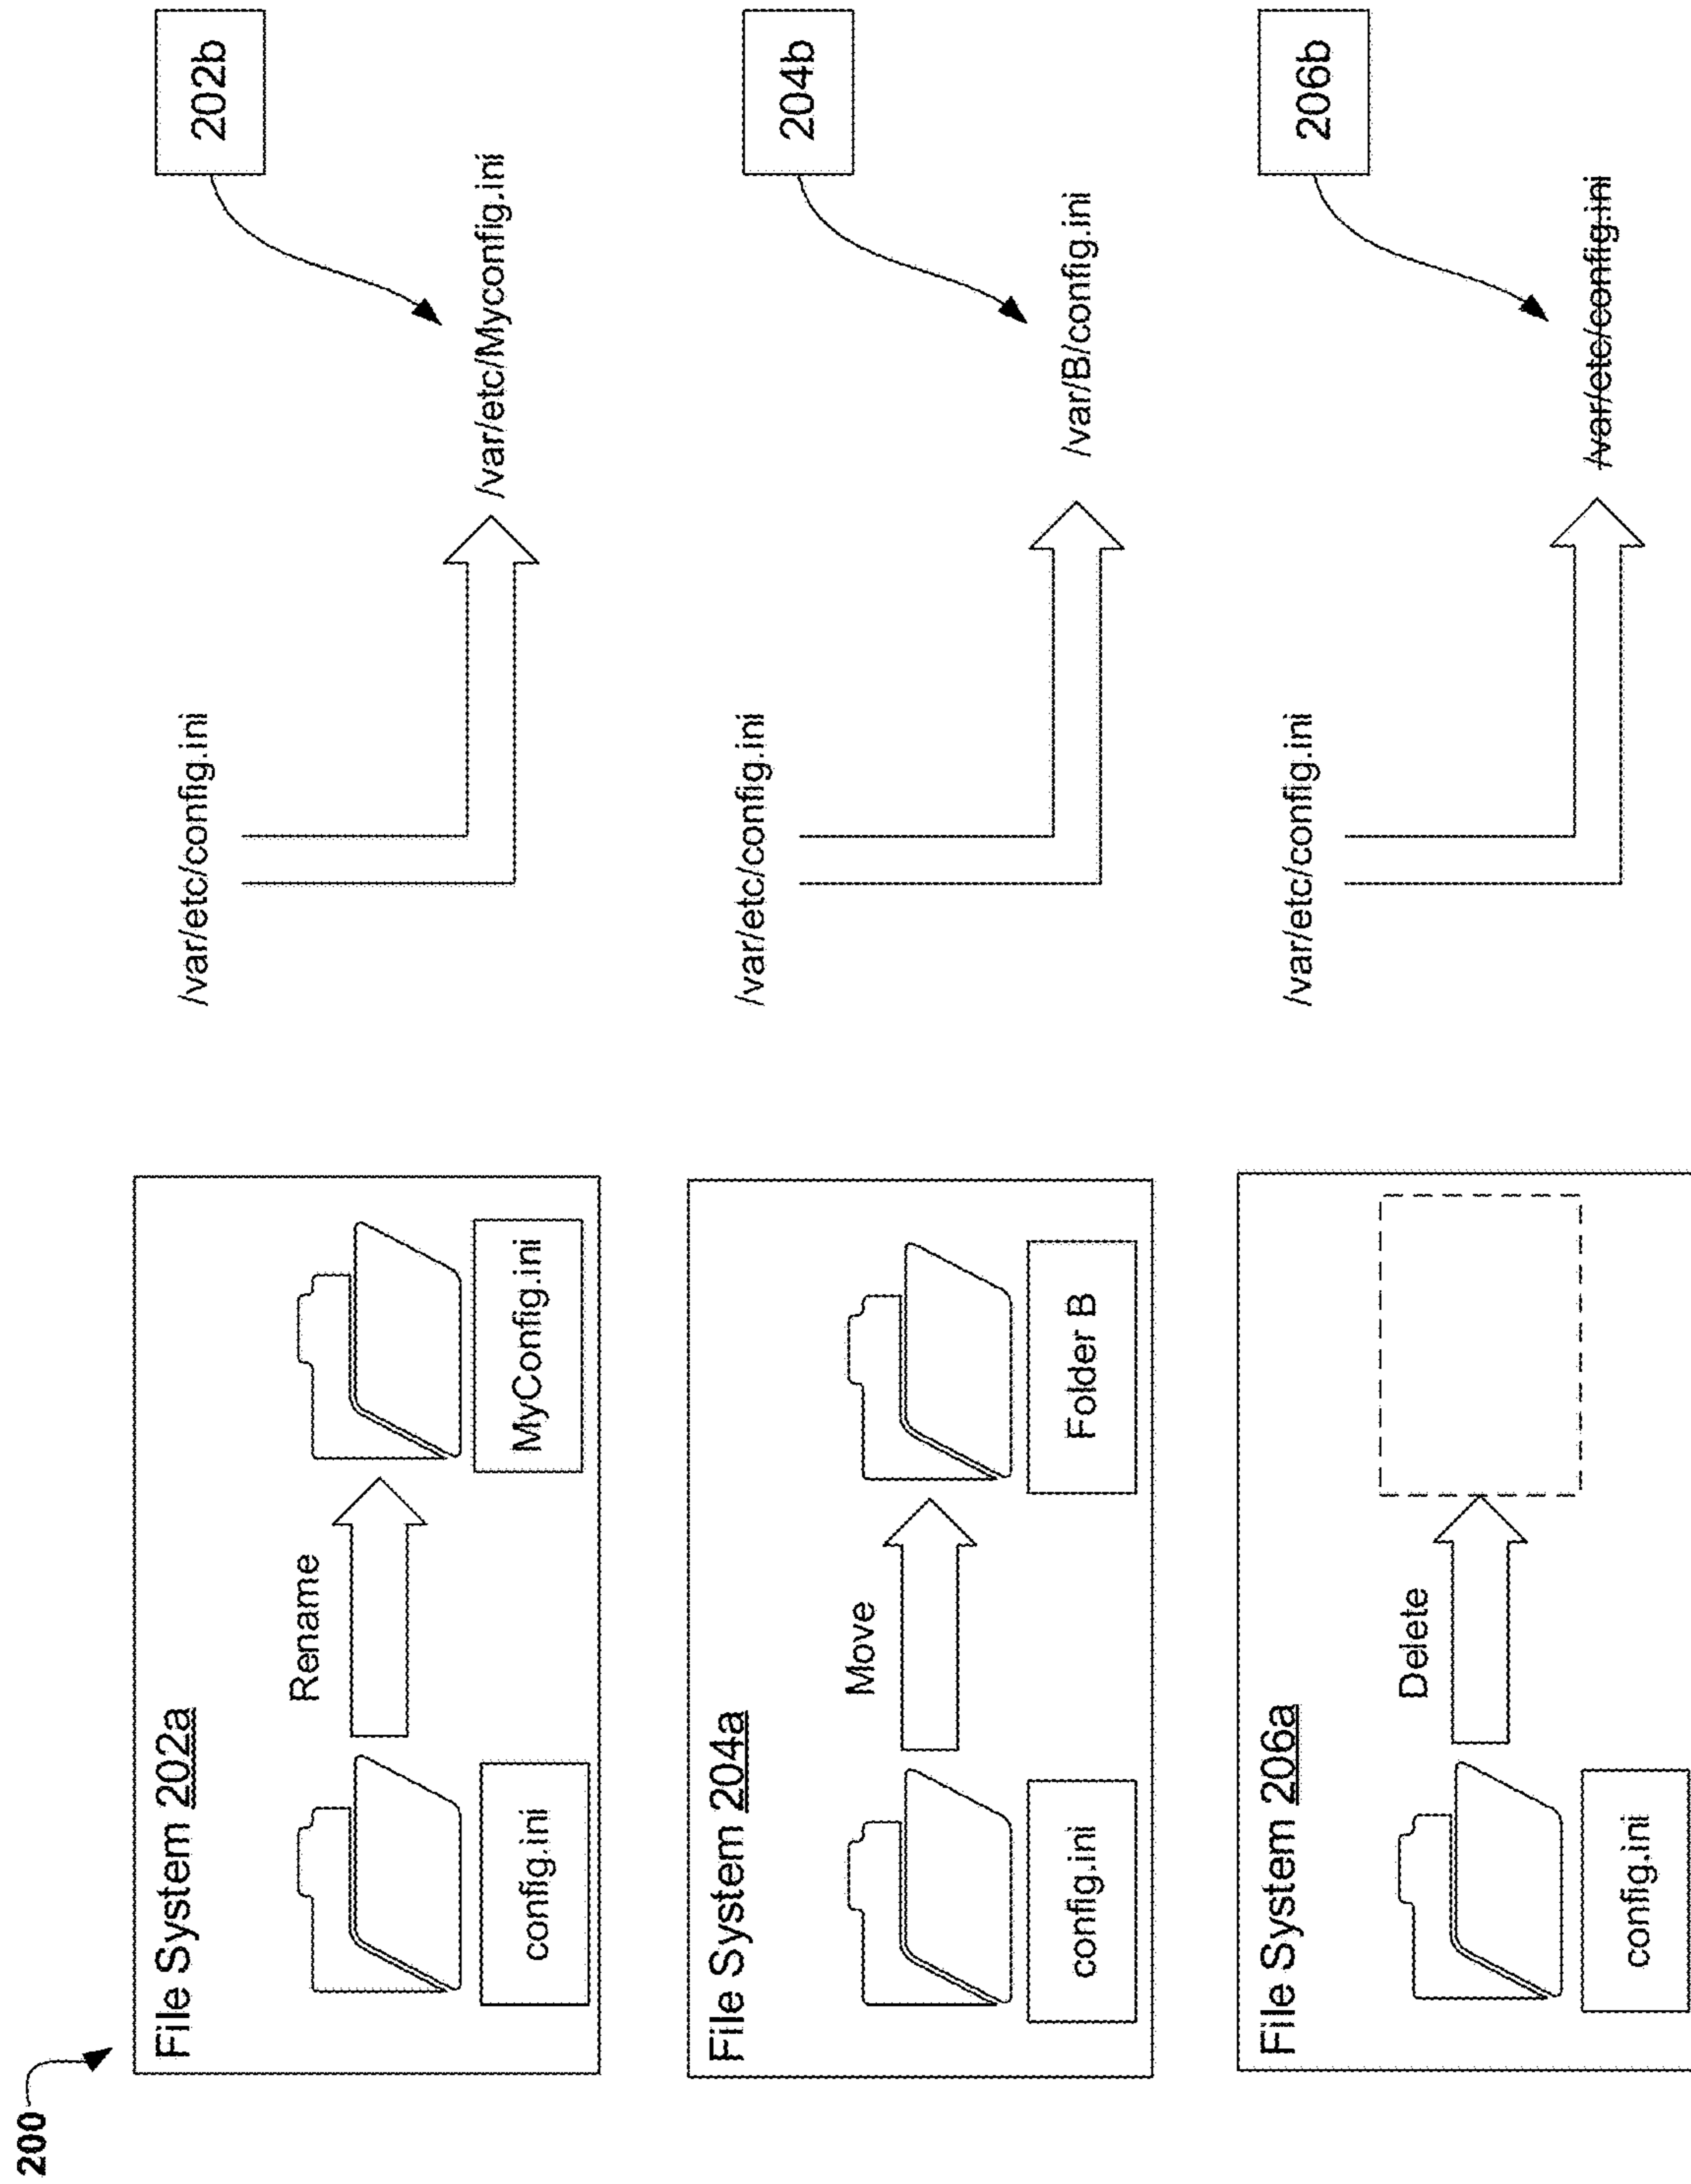 200
File System 202a
Rename
config.ini
MyConfig.ini
/var/etc/config.ini
/var/etc/Myconfig.ini
202b
File System 204a
Move
config.ini
Folder B
/var/etc/config.ini
/var/B/config.ini
204b
File System 206a
Delete
config.ini
/var/etc/config.ini
/var/etc/config.ini
206b